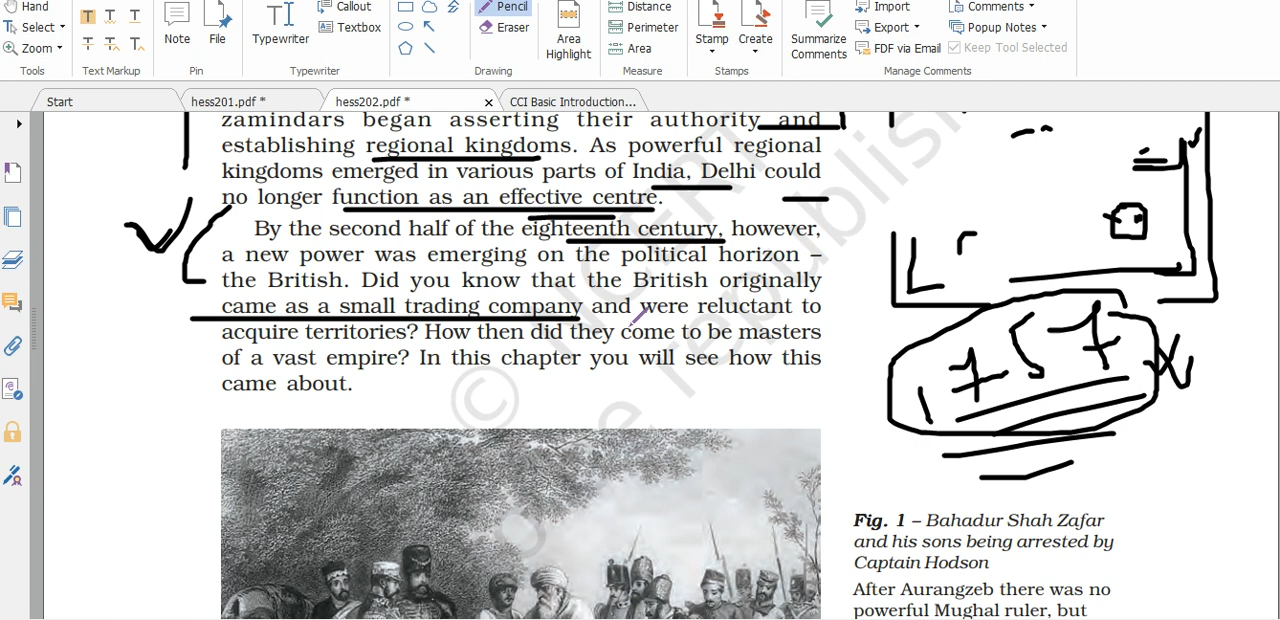 Hand
Select
Zoom
Tools
Text Markup
Note
File
Pin
Typewriter
Callout
Textbox
Typewriter
Pencil
Eraser
Drawing
Area
Highlight
Distance
Perimeter
Area
Measure
Stamp
Create
Stamps
Summarize
Comments
Import
Export
FDF via Email
Comments
Popup Notes
Keep Tool Selected
Manage Comments
Start
hess201.pdf *
hess202.pdf *
CCI Basic Introduction...
zamindars began asserting their authority and
establishing regional kingdoms. As powerful regional
kingdoms emerged in various parts of India, Delhi could
no longer function as an effective centre.
By the second half of the eighteenth century, however,
a new power was emerging on the political horizon –
the British. Did you know that the British originally
came as a small trading company and were reluctant to
acquire territories? How then did they come to be masters
of a vast empire? In this chapter you will see how this
came about.
© NCERT
republis
1757
Fig. 1 – Bahadur Shah Zafar
and his sons being arrested by
Captain Hodson
After Aurangzeb there was no
powerful Mughal ruler, but